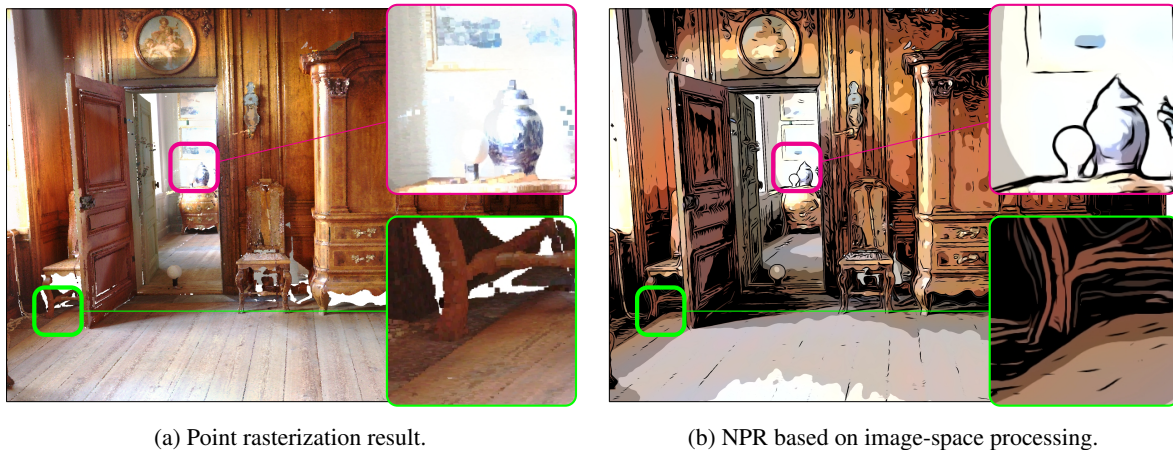 (a) Point rasterization result.
(b) NPR based on image-space processing.